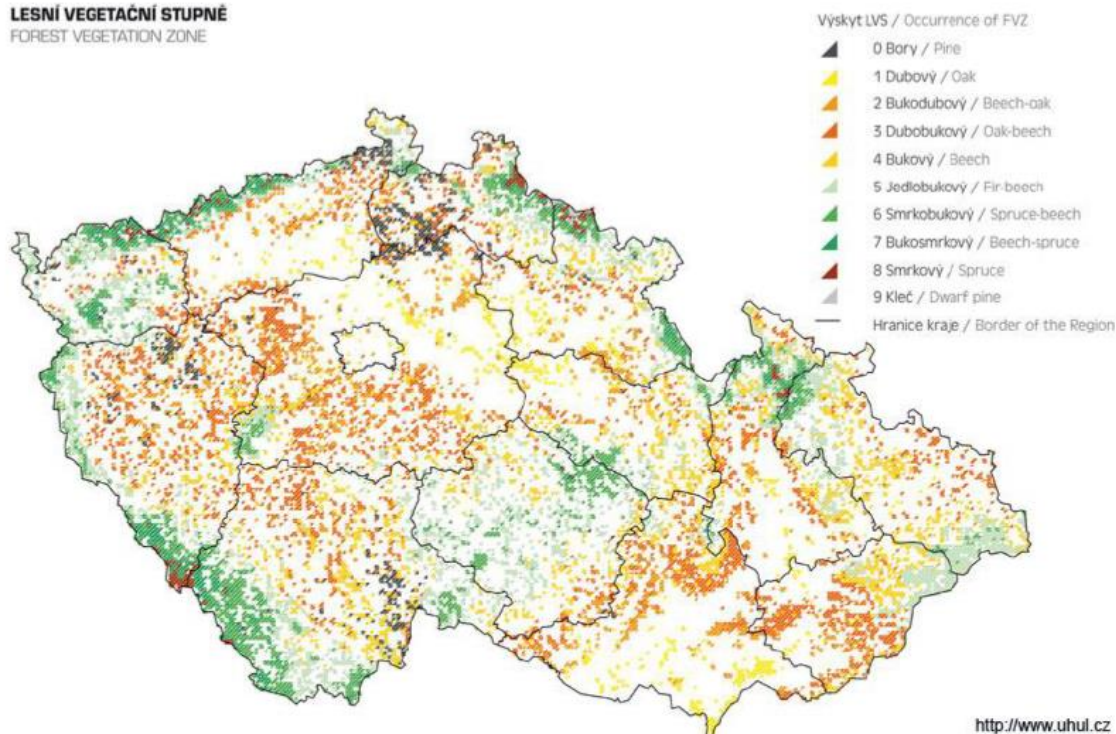 LESNÍ VEGETAČNÍ STUPNĚ
FOREST VEGETATION ZONE
Výskyt LVS / Occurrence of FVZ
0 Bory / Pine
1 Dubový / Oak
2 Bukodubový / Beech-oak
3 Dubobukový / Oak-beech
4 Bukový / Beech
5 Jedlobukový / Fir-beech
6 Smrkobukový / Spruce-beech
7 Bukosmrkový / Beech-spruce
8 Smrkový / Spruce
9 Kleč / Dwarf pine
Hranice kraje / Border of the Region
http://www.uhul.cz